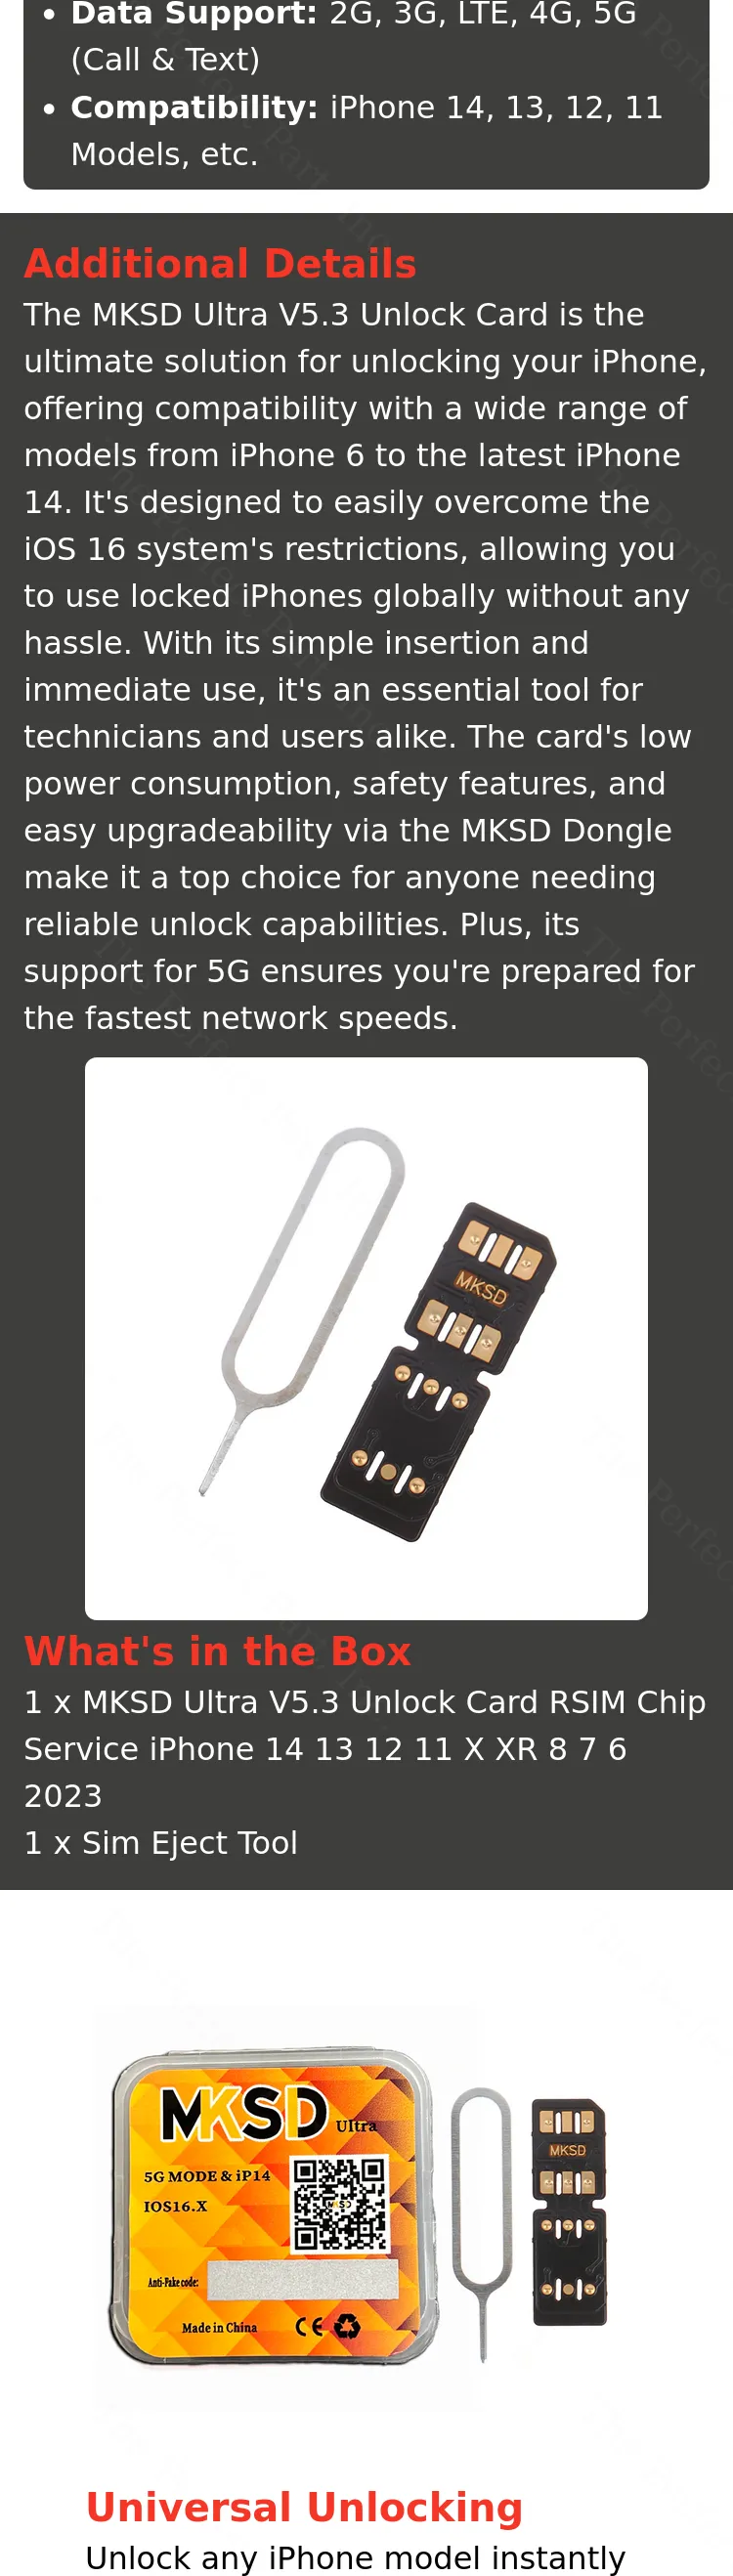 • Data Support: 2G, 3G, LTE, 4G, 5G
(Call & Text)
• Compatibility: iPhone 14, 13, 12, 11
Models, etc.
Additional Details
The MKSD Ultra V5.3 Unlock Card is the
ultimate solution for unlocking your iPhone,
offering compatibility with a wide range of
models from iPhone 6 to the latest iPhone
14. It's designed to easily overcome the
iOS 16 system's restrictions, allowing you
to use locked iPhones globally without any
hassle. With its simple insertion and
immediate use, it's an essential tool for
technicians and users alike. The card's low
power consumption, safety features, and
easy upgradeability via the MKSD Dongle
make it a top choice for anyone needing
reliable unlock capabilities. Plus, its
support for 5G ensures you're prepared for
the fastest network speeds.
MKSD
What's in the Box
1 x MKSD Ultra V5.3 Unlock Card RSIM Chip
Service iPhone 14 13 12 11 X XR 8 7 6
2023
1 x Sim Eject Tool
MKSD Ultra
5G MODE & iP14
IOS16.X
MKSD
Anti-Fake code:
Made in China CE
MKSD
Universal Unlocking
Unlock any iPhone model instantly